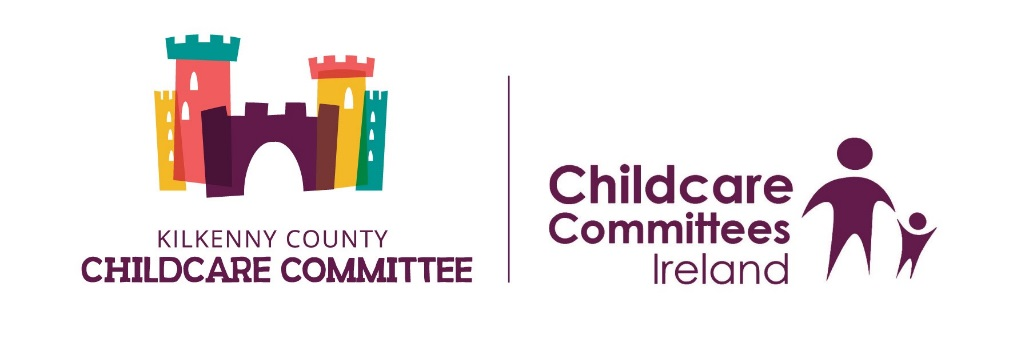 KILKENNY COUNTY
CHILDCARE COMMITTEE
Childcare
Committees
Ireland